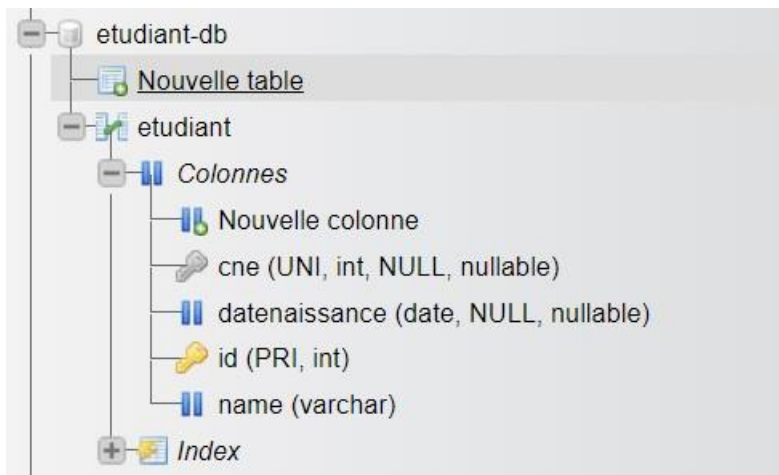 etudiant-db
Nouvelle table
etudiant
Colonnes
Nouvelle colonne
cne (UNI, int, NULL, nullable)
datenaissance (date, NULL, nullable)
id (PRI, int)
name (varchar)
Index